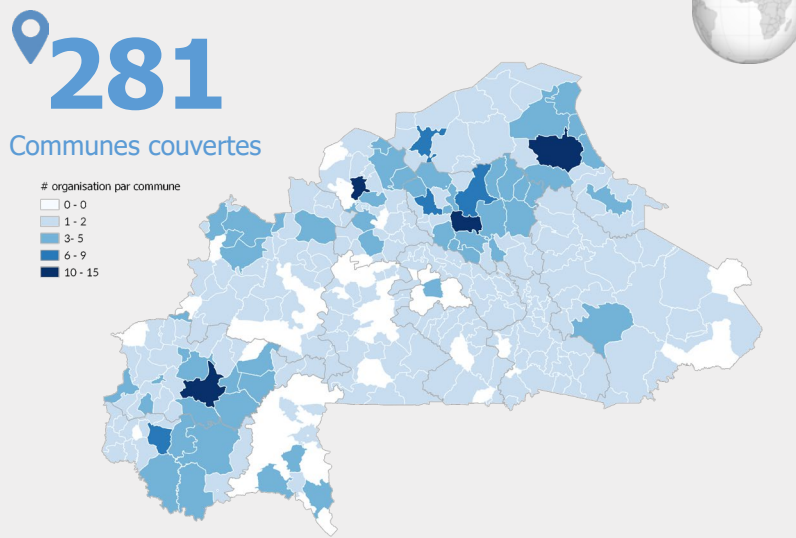 281
Communes couvertes
# organisation par commune
0 - 0
1 - 2
3- 5
6 - 9
10 - 15